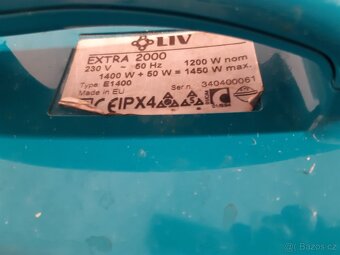 LIV
EXTRA 2000
230 V ~ 50 Hz 1200 W nom
1400 W + 50 W = 1450 W max.
Type: E1400 Ser.n. 340400061
Made in EU
CE IPX4
© Bazos.cz